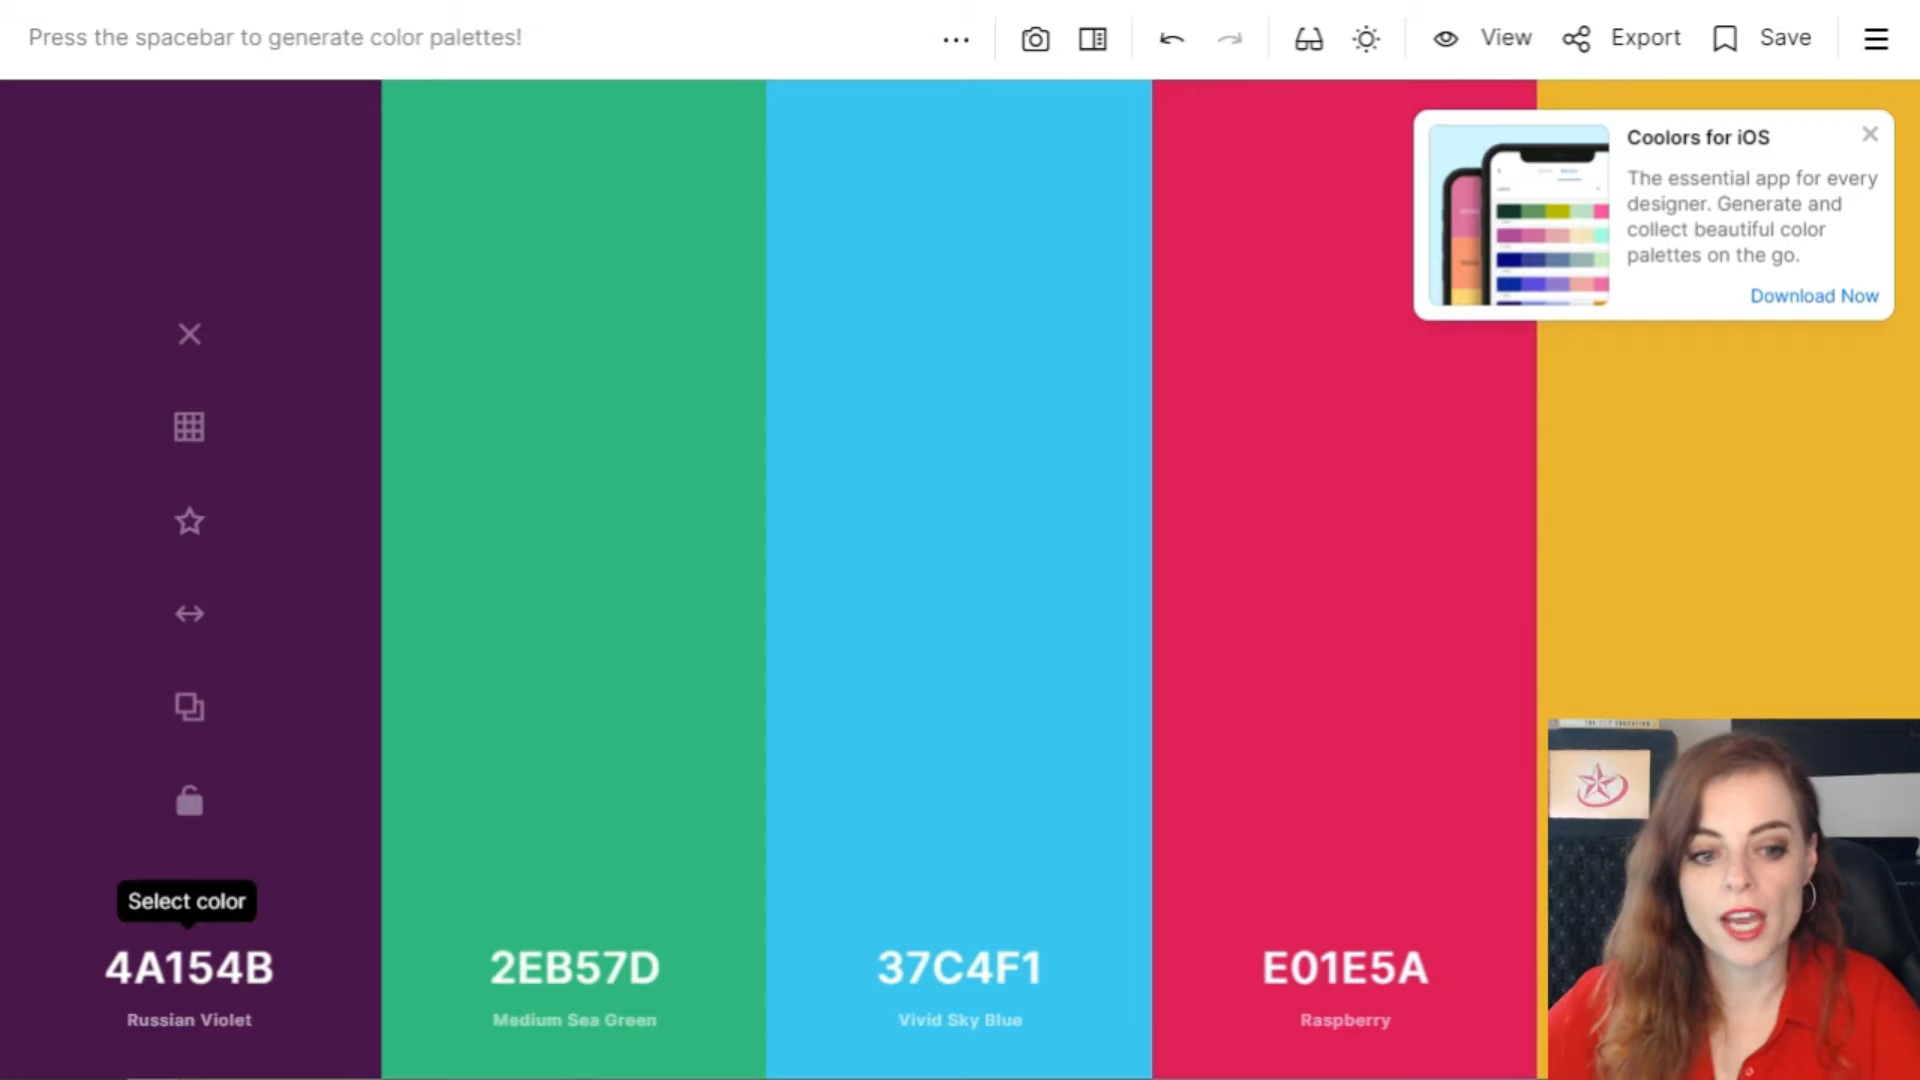 Press the spacebar to generate color palettes!
View
Export
Save
Coolors for iOS
The essential app for every
designer. Generate and
collect beautiful color
palettes on the go.
Download Now
Select color
4A154B
Russian Violet
2EB57D
Medium Sea Green
37C4F1
Vivid Sky Blue
E01E5A
Raspberry